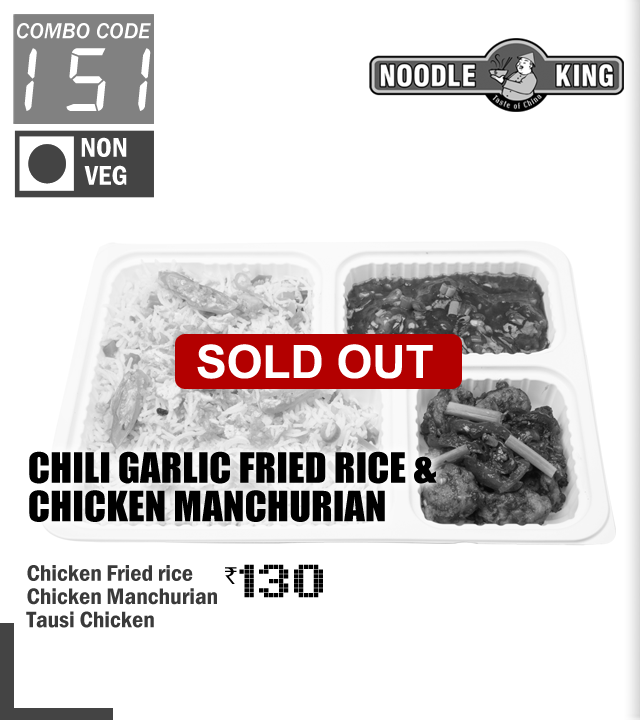 COMBO CODE
151
NON
VEG
NOODLE KING
Taste of China
SOLD OUT
CHILI GARLIC FRIED RICE &
CHICKEN MANCHURIAN
Chicken Fried rice
Chicken Manchurian
Tausi Chicken
₹130